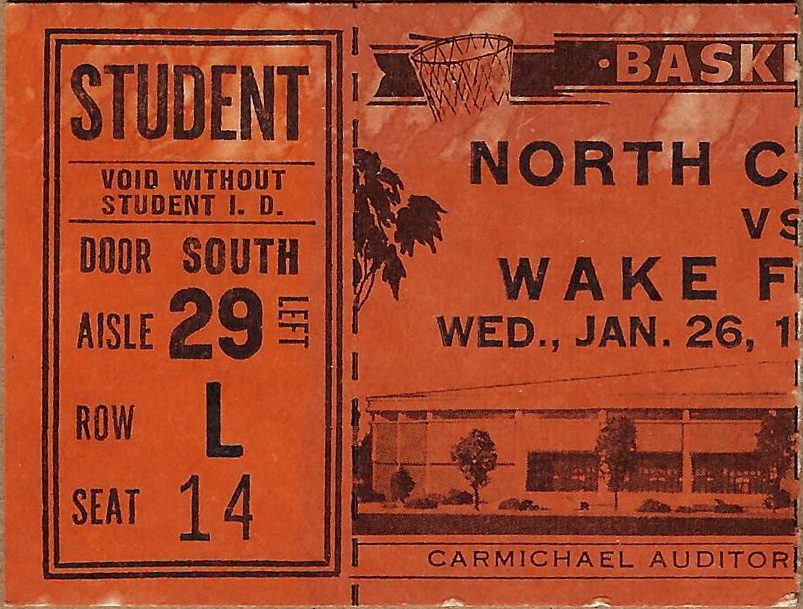 STUDENT
VOID WITHOUT
STUDENT I. D.
DOOR SOUTH
AISLE 29 LEFT
ROW L
SEAT 14
·BASK
NORTH C
VS
WAKE F
WED., JAN. 26, 1
CARMICHAEL AUDITOR